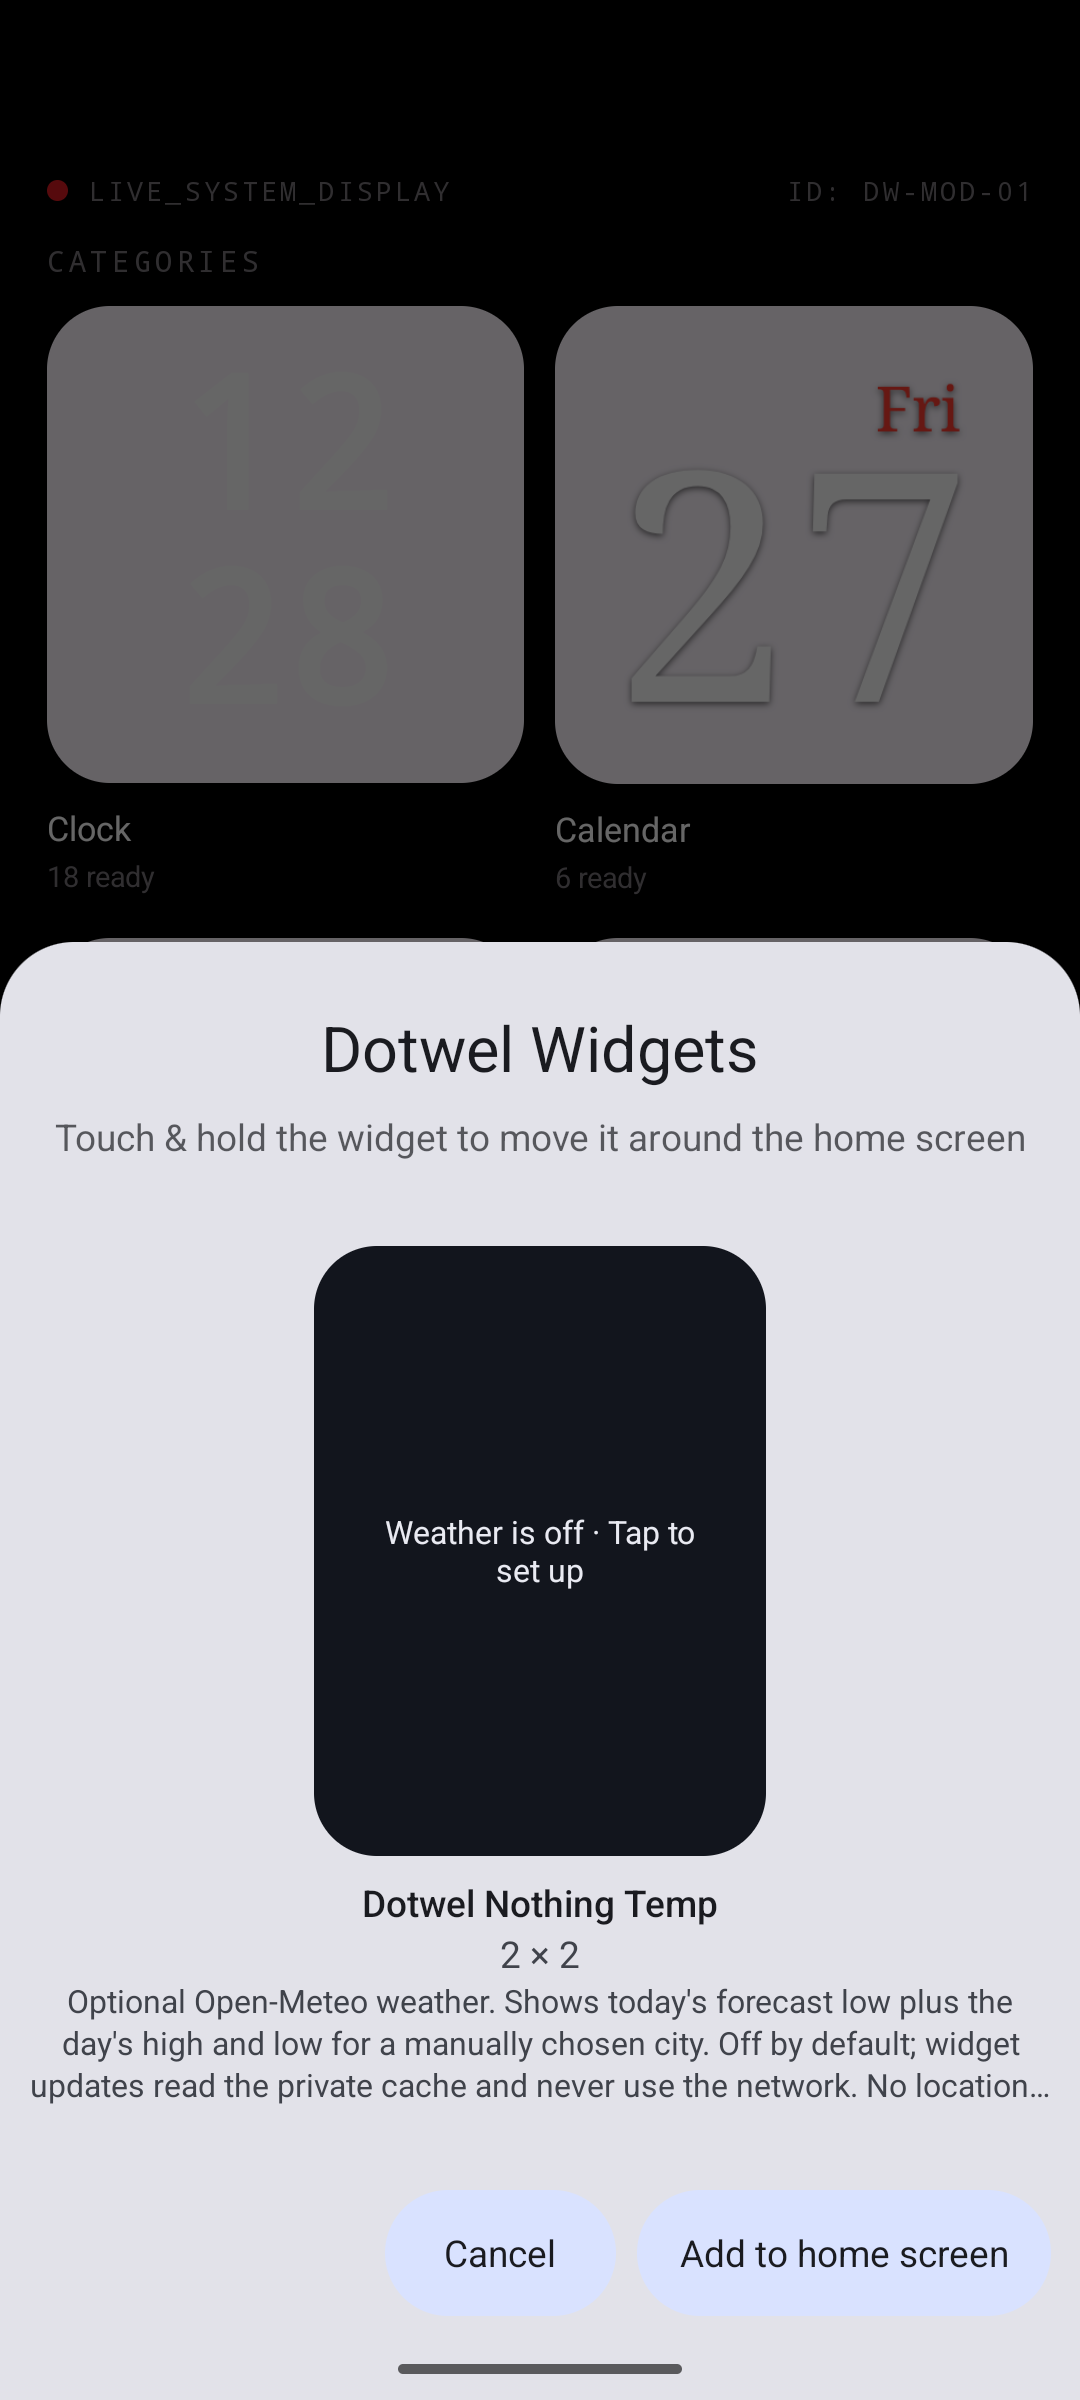 LIVE_SYSTEM_DISPLAY
ID: DW-MOD-01
CATEGORIES
12
28
Fri
27
Clock
18 ready
Calendar
6 ready
Dotwel Widgets
Touch & hold the widget to move it around the home screen
Weather is off · Tap to
set up
Dotwel Nothing Temp
2 × 2
Optional Open-Meteo weather. Shows today's forecast low plus the
day's high and low for a manually chosen city. Off by default; widget
updates read the private cache and never use the network. No location…
Cancel
Add to home screen